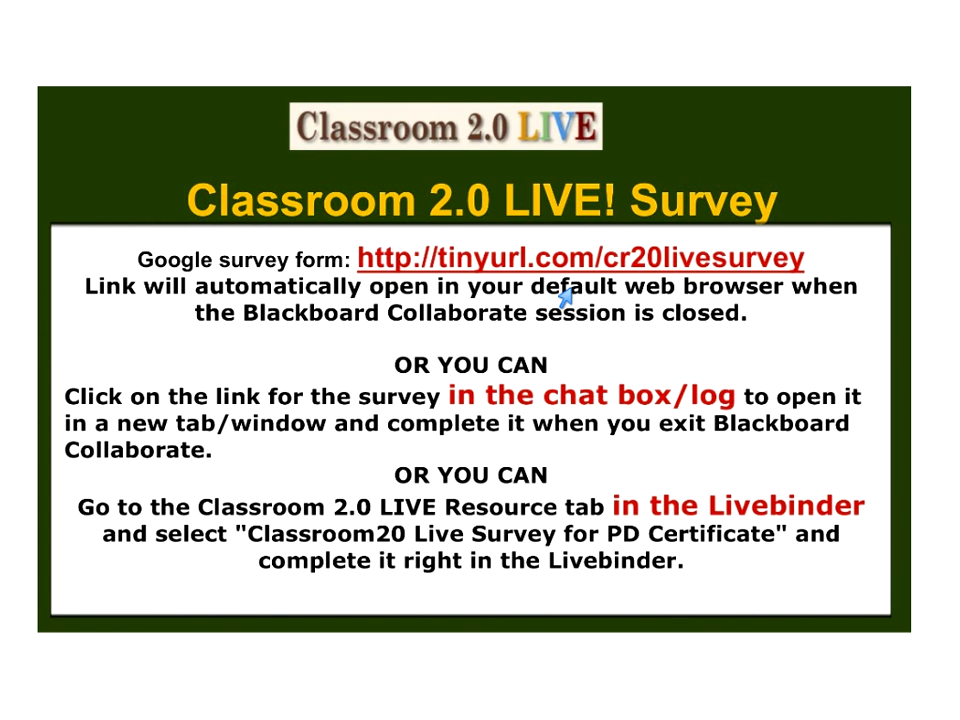 Classroom 2.0 LIVE
Classroom 2.0 LIVE! Survey
Google survey form: http://tinyurl.com/cr20livesurvey
Link will automatically open in your default web browser when
the Blackboard Collaborate session is closed.
OR YOU CAN
Click on the link for the survey in the chat box/log to open it
in a new tab/window and complete it when you exit Blackboard
Collaborate.
OR YOU CAN
Go to the Classroom 2.0 LIVE Resource tab in the Livebinder
and select "Classroom20 Live Survey for PD Certificate" and
complete it right in the Livebinder.